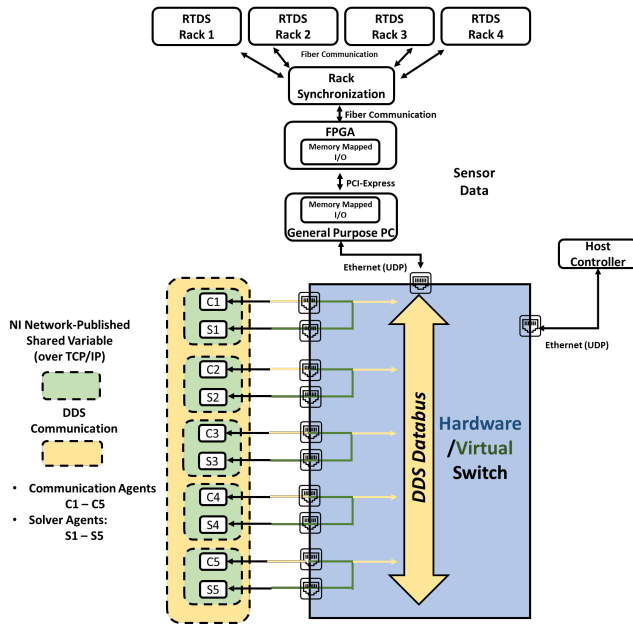 RTDS
Rack 1
RTDS
Rack 2
RTDS
Rack 3
RTDS
Rack 4
Fiber Communication
Rack
Synchronization
Fiber Communication
FPGA
Memory Mapped
I/O
PCI-Express
Memory Mapped
I/O
General Purpose PC
Sensor
Data
Ethernet (UDP)
Host
Controller
Ethernet (UDP)
NI Network-Published
Shared Variable
(over TCP/IP)
DDS
Communication
• Communication Agents
C1 – C5
• Solver Agents:
S1 – S5
C1
S1
C2
S2
C3
S3
C4
S4
C5
S5
DDS Databus
Hardware
/Virtual
Switch